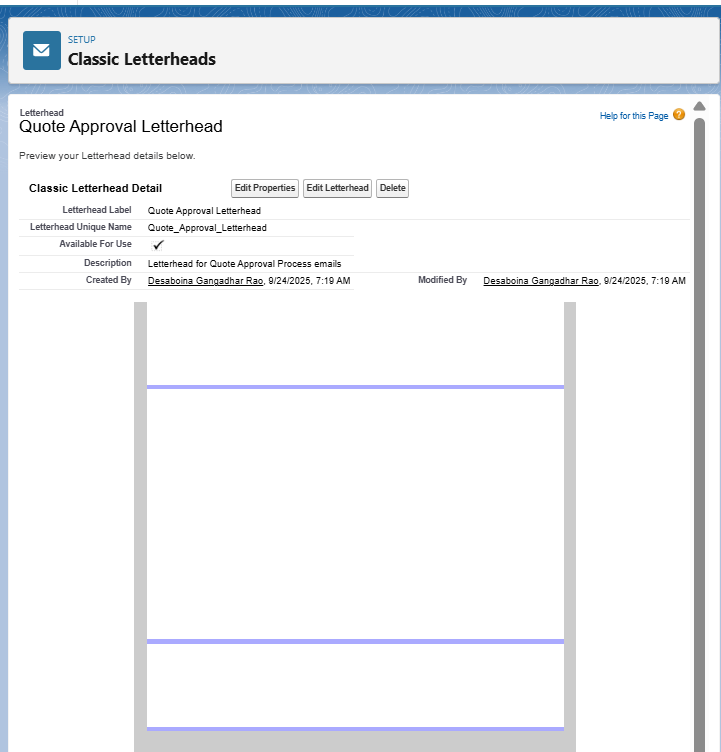 SETUP
Classic Letterheads
Letterhead
Quote Approval Letterhead
Help for this Page
?
Preview your Letterhead details below.
Classic Letterhead Detail
Edit Properties
Edit Letterhead
Delete
Letterhead Label Quote Approval Letterhead
Letterhead Unique Name Quote_Approval_Letterhead
Available For Use
Description Letterhead for Quote Approval Process emails
Created By Desaboina Gangadhar Rao, 9/24/2025, 7:19 AM Modified By Desaboina Gangadhar Rao, 9/24/2025, 7:19 AM